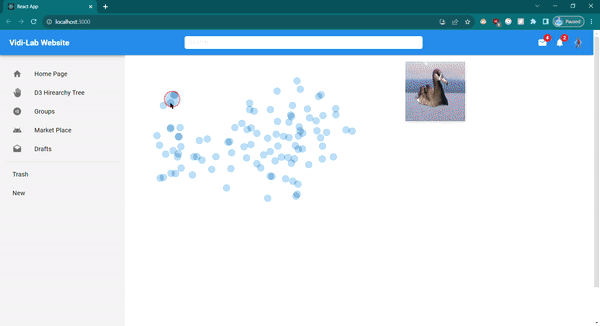 React App
localhost:3000
Paused
Vidi-Lab Website
4
2
Home Page
D3 Hirearchy Tree
Groups
Market Place
Drafts
Trash
New